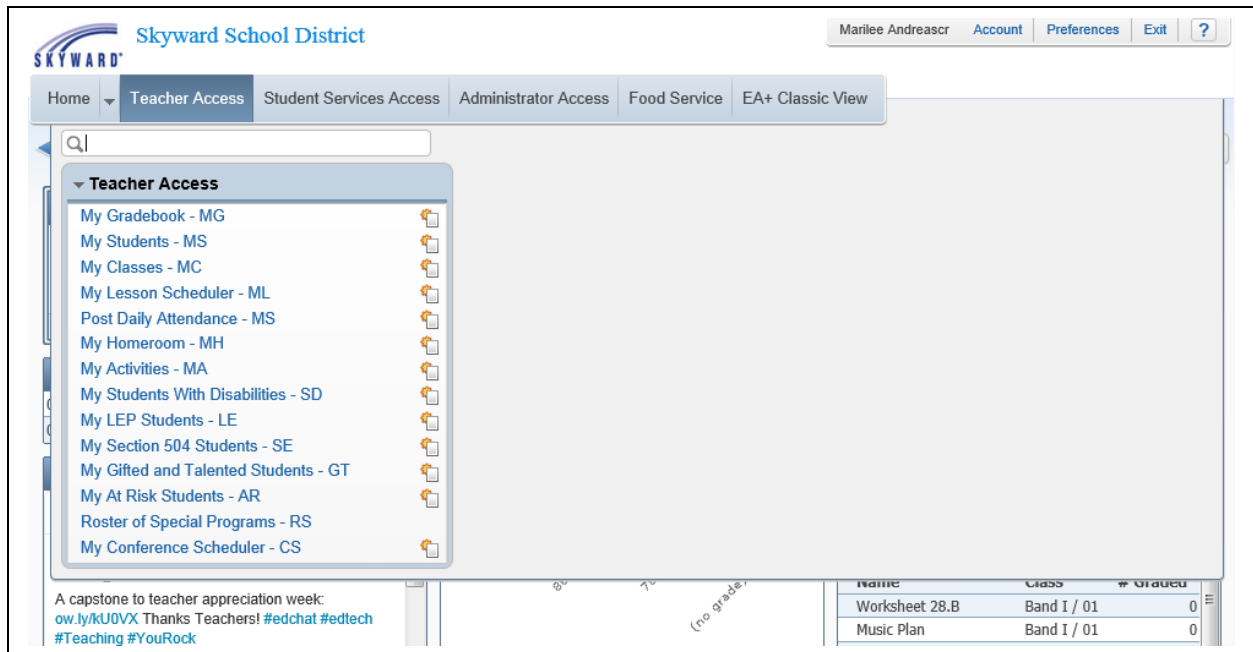 Skyward School District
SKYWARD
Marilee Andreascr Account Preferences Exit ?
Home Teacher Access Student Services Access Administrator Access Food Service EA+ Classic View
Teacher Access
My Gradebook - MG
My Students - MS
My Classes - MC
My Lesson Scheduler - ML
Post Daily Attendance - MS
My Homeroom - MH
My Activities - MA
My Students With Disabilities - SD
My LEP Students - LE
My Section 504 Students - SE
My Gifted and Talented Students - GT
My At Risk Students - AR
Roster of Special Programs - RS
My Conference Scheduler - CS
A capstone to teacher appreciation week:
ow.ly/kU0VX Thanks Teachers! #edchat #edtech
#Teaching #YouRock
(no grade)
Name Class # Graded
Worksheet 28.B Band I / 01 0
Music Plan Band I / 01 0